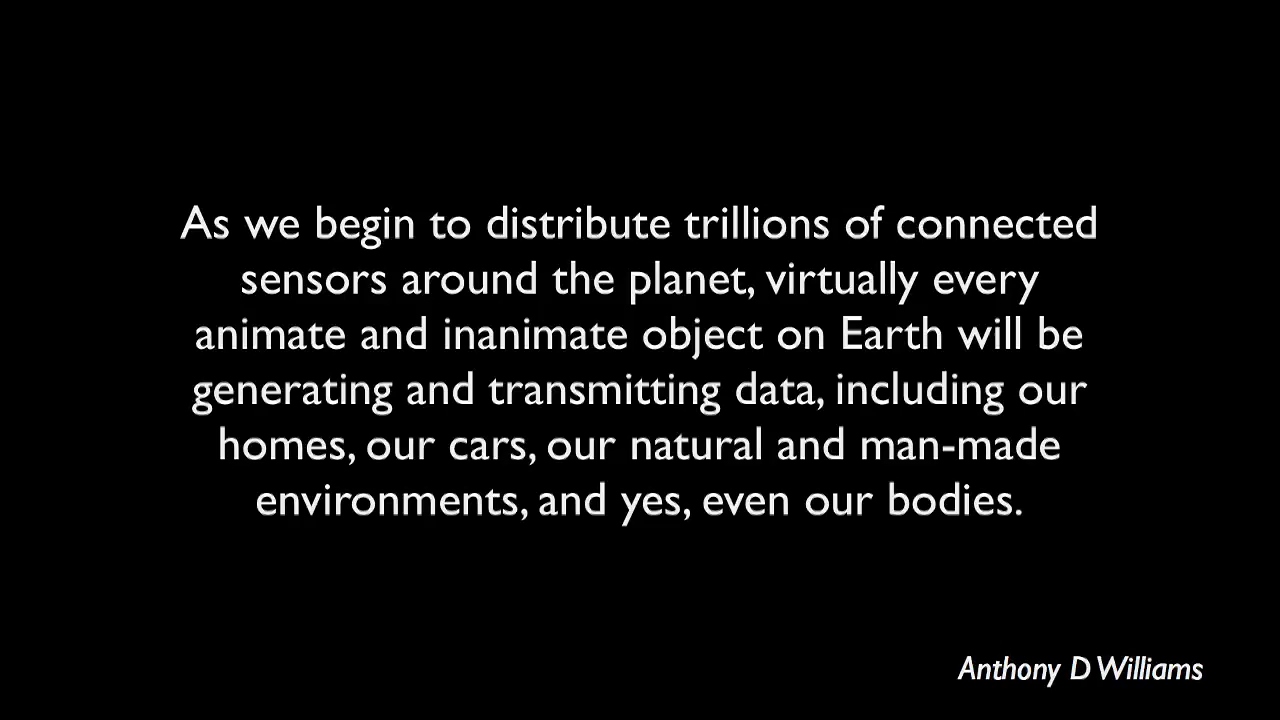 As we begin to distribute trillions of connected
sensors around the planet, virtually every
animate and inanimate object on Earth will be
generating and transmitting data, including our
homes, our cars, our natural and man-made
environments, and yes, even our bodies.
Anthony D Williams